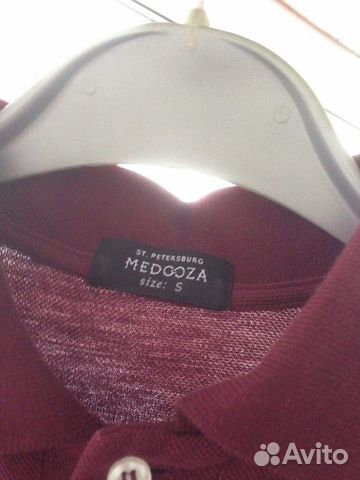 ST. PETERSBURG
MEDOOZA
size: S
Avito